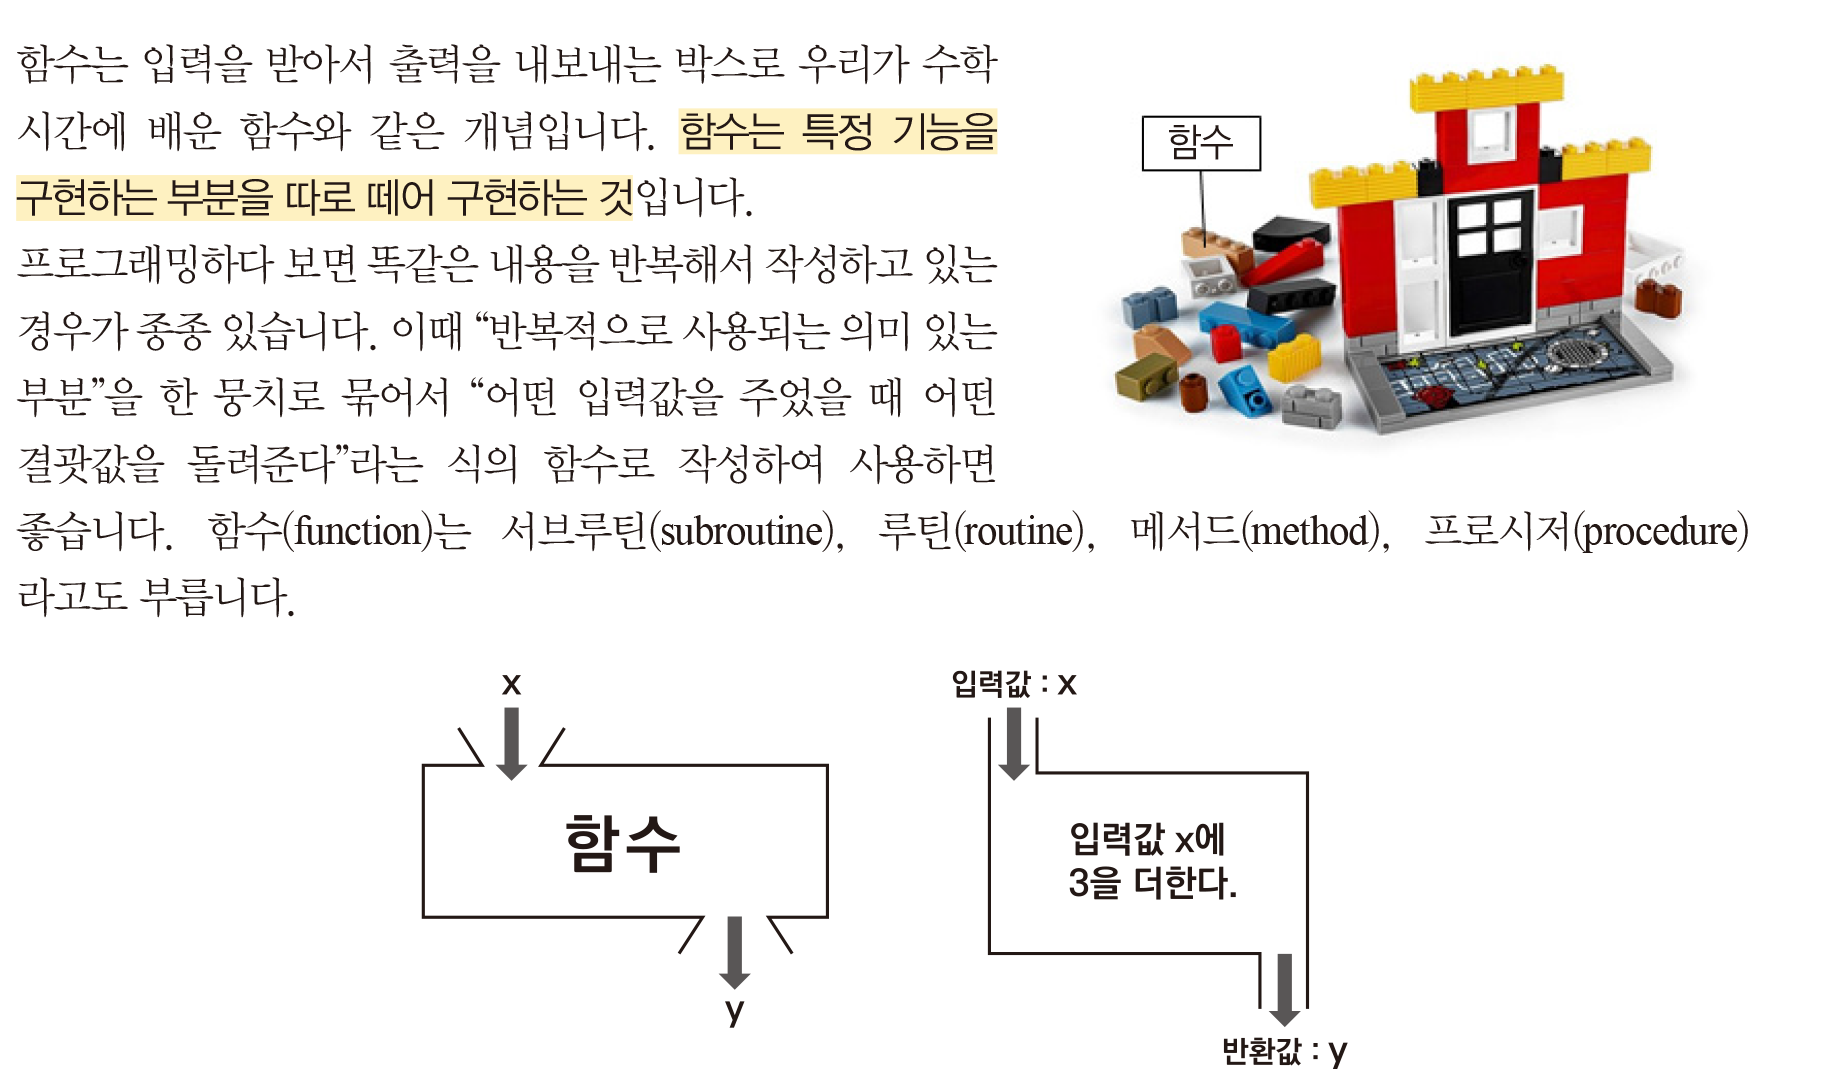 함수는 입력을 받아서 출력을 내보내는 박스로 우리가 수학
시간에 배운 함수와 같은 개념입니다. 함수는 특정 기능을
구현하는 부분을 따로 떼어 구현하는 것입니다.
프로그래밍하다 보면 똑같은 내용을 반복해서 작성하고 있는
경우가 종종 있습니다. 이때 “반복적으로 사용되는 의미 있는
부분”을 한 뭉치로 묶어서 “어떤 입력값을 주었을 때 어떤
결괏값을 돌려준다”라는 식의 함수로 작성하여 사용하면
좋습니다. 함수(function)는 서브루틴(subroutine), 루틴(routine), 메서드(method), 프로시저(procedure)
라고도 부릅니다.
함수
x
함수
y
입력값 : x
입력값 x에
3을 더한다.
반환값 : y